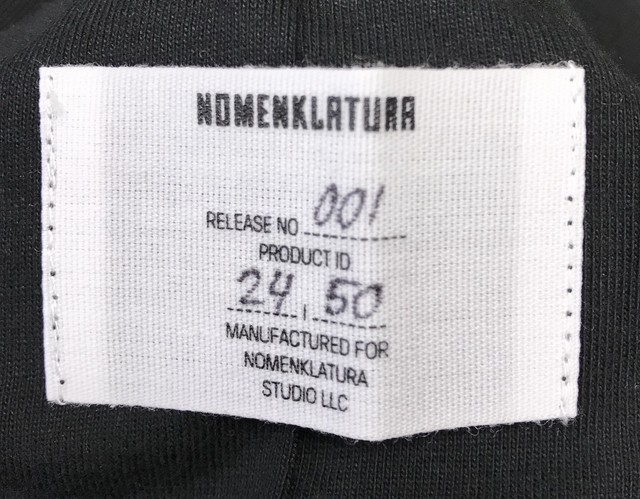 NOMENKLATURA
RELEASE NO 001
PRODUCT ID
24 | 50
MANUFACTURED FOR
NOMENKLATURA
STUDIO LLC